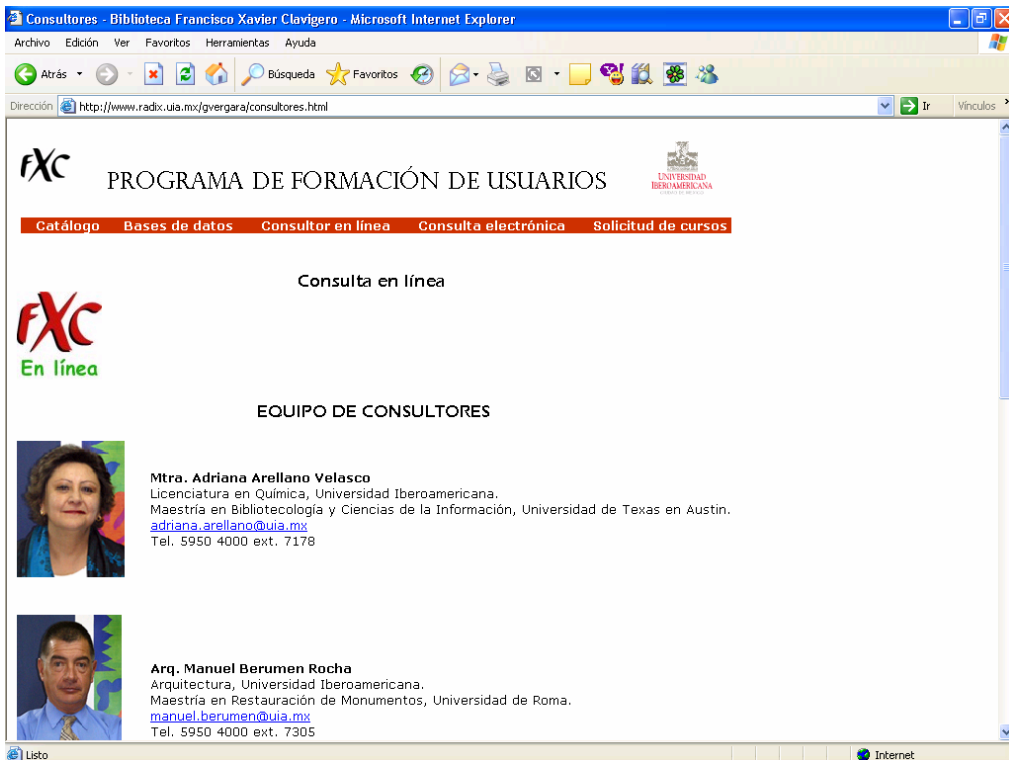 Consultores - Biblioteca Francisco Xavier Clavigero - Microsoft Internet Explorer
Archivo Edición Ver Favoritos Herramientas Ayuda
Atrás Búsqueda Favoritos
Dirección http://www.radix.uia.mx/gvergara/consultores.html Ir Vínculos »
fXC
PROGRAMA DE FORMACIÓN DE USUARIOS
UNIVERSIDAD
IBEROAMERICANA
Catálogo Bases de datos Consultor en línea Consulta electrónica Solicitud de cursos
Consulta en línea
fXC
En línea
EQUIPO DE CONSULTORES
Mtra. Adriana Arellano Velasco
Licenciatura en Química, Universidad Iberoamericana.
Maestría en Bibliotecología y Ciencias de la Información, Universidad de Texas en Austin.
adriana.arellano@uia.mx
Tel. 5950 4000 ext. 7178
Arq. Manuel Berumen Rocha
Arquitectura, Universidad Iberoamericana.
Maestría en Restauración de Monumentos, Universidad de Roma.
manuel.berumen@uia.mx
Tel. 5950 4000 ext. 7305
Listo Internet